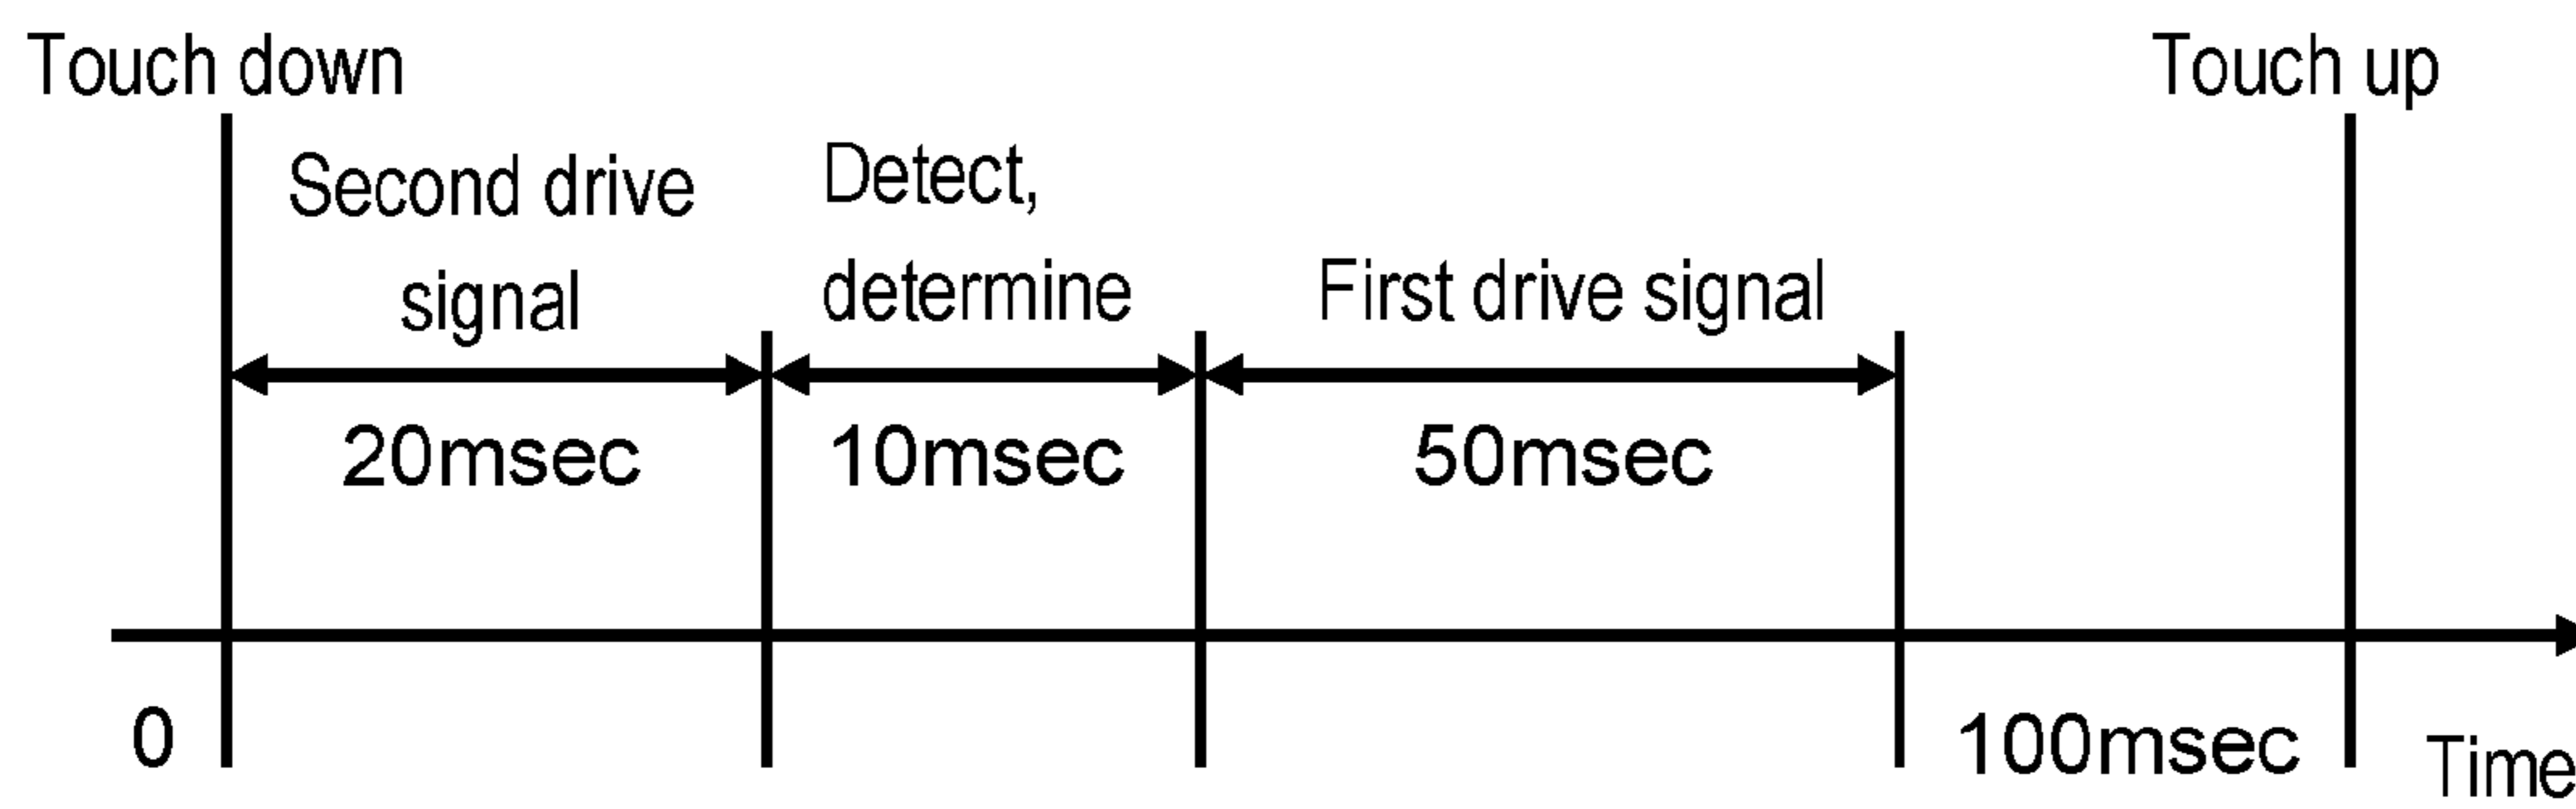 Touch down
Touch up
Second drive
signal
Detect,
determine
First drive signal
20msec
10msec
50msec
0
100msec
Time